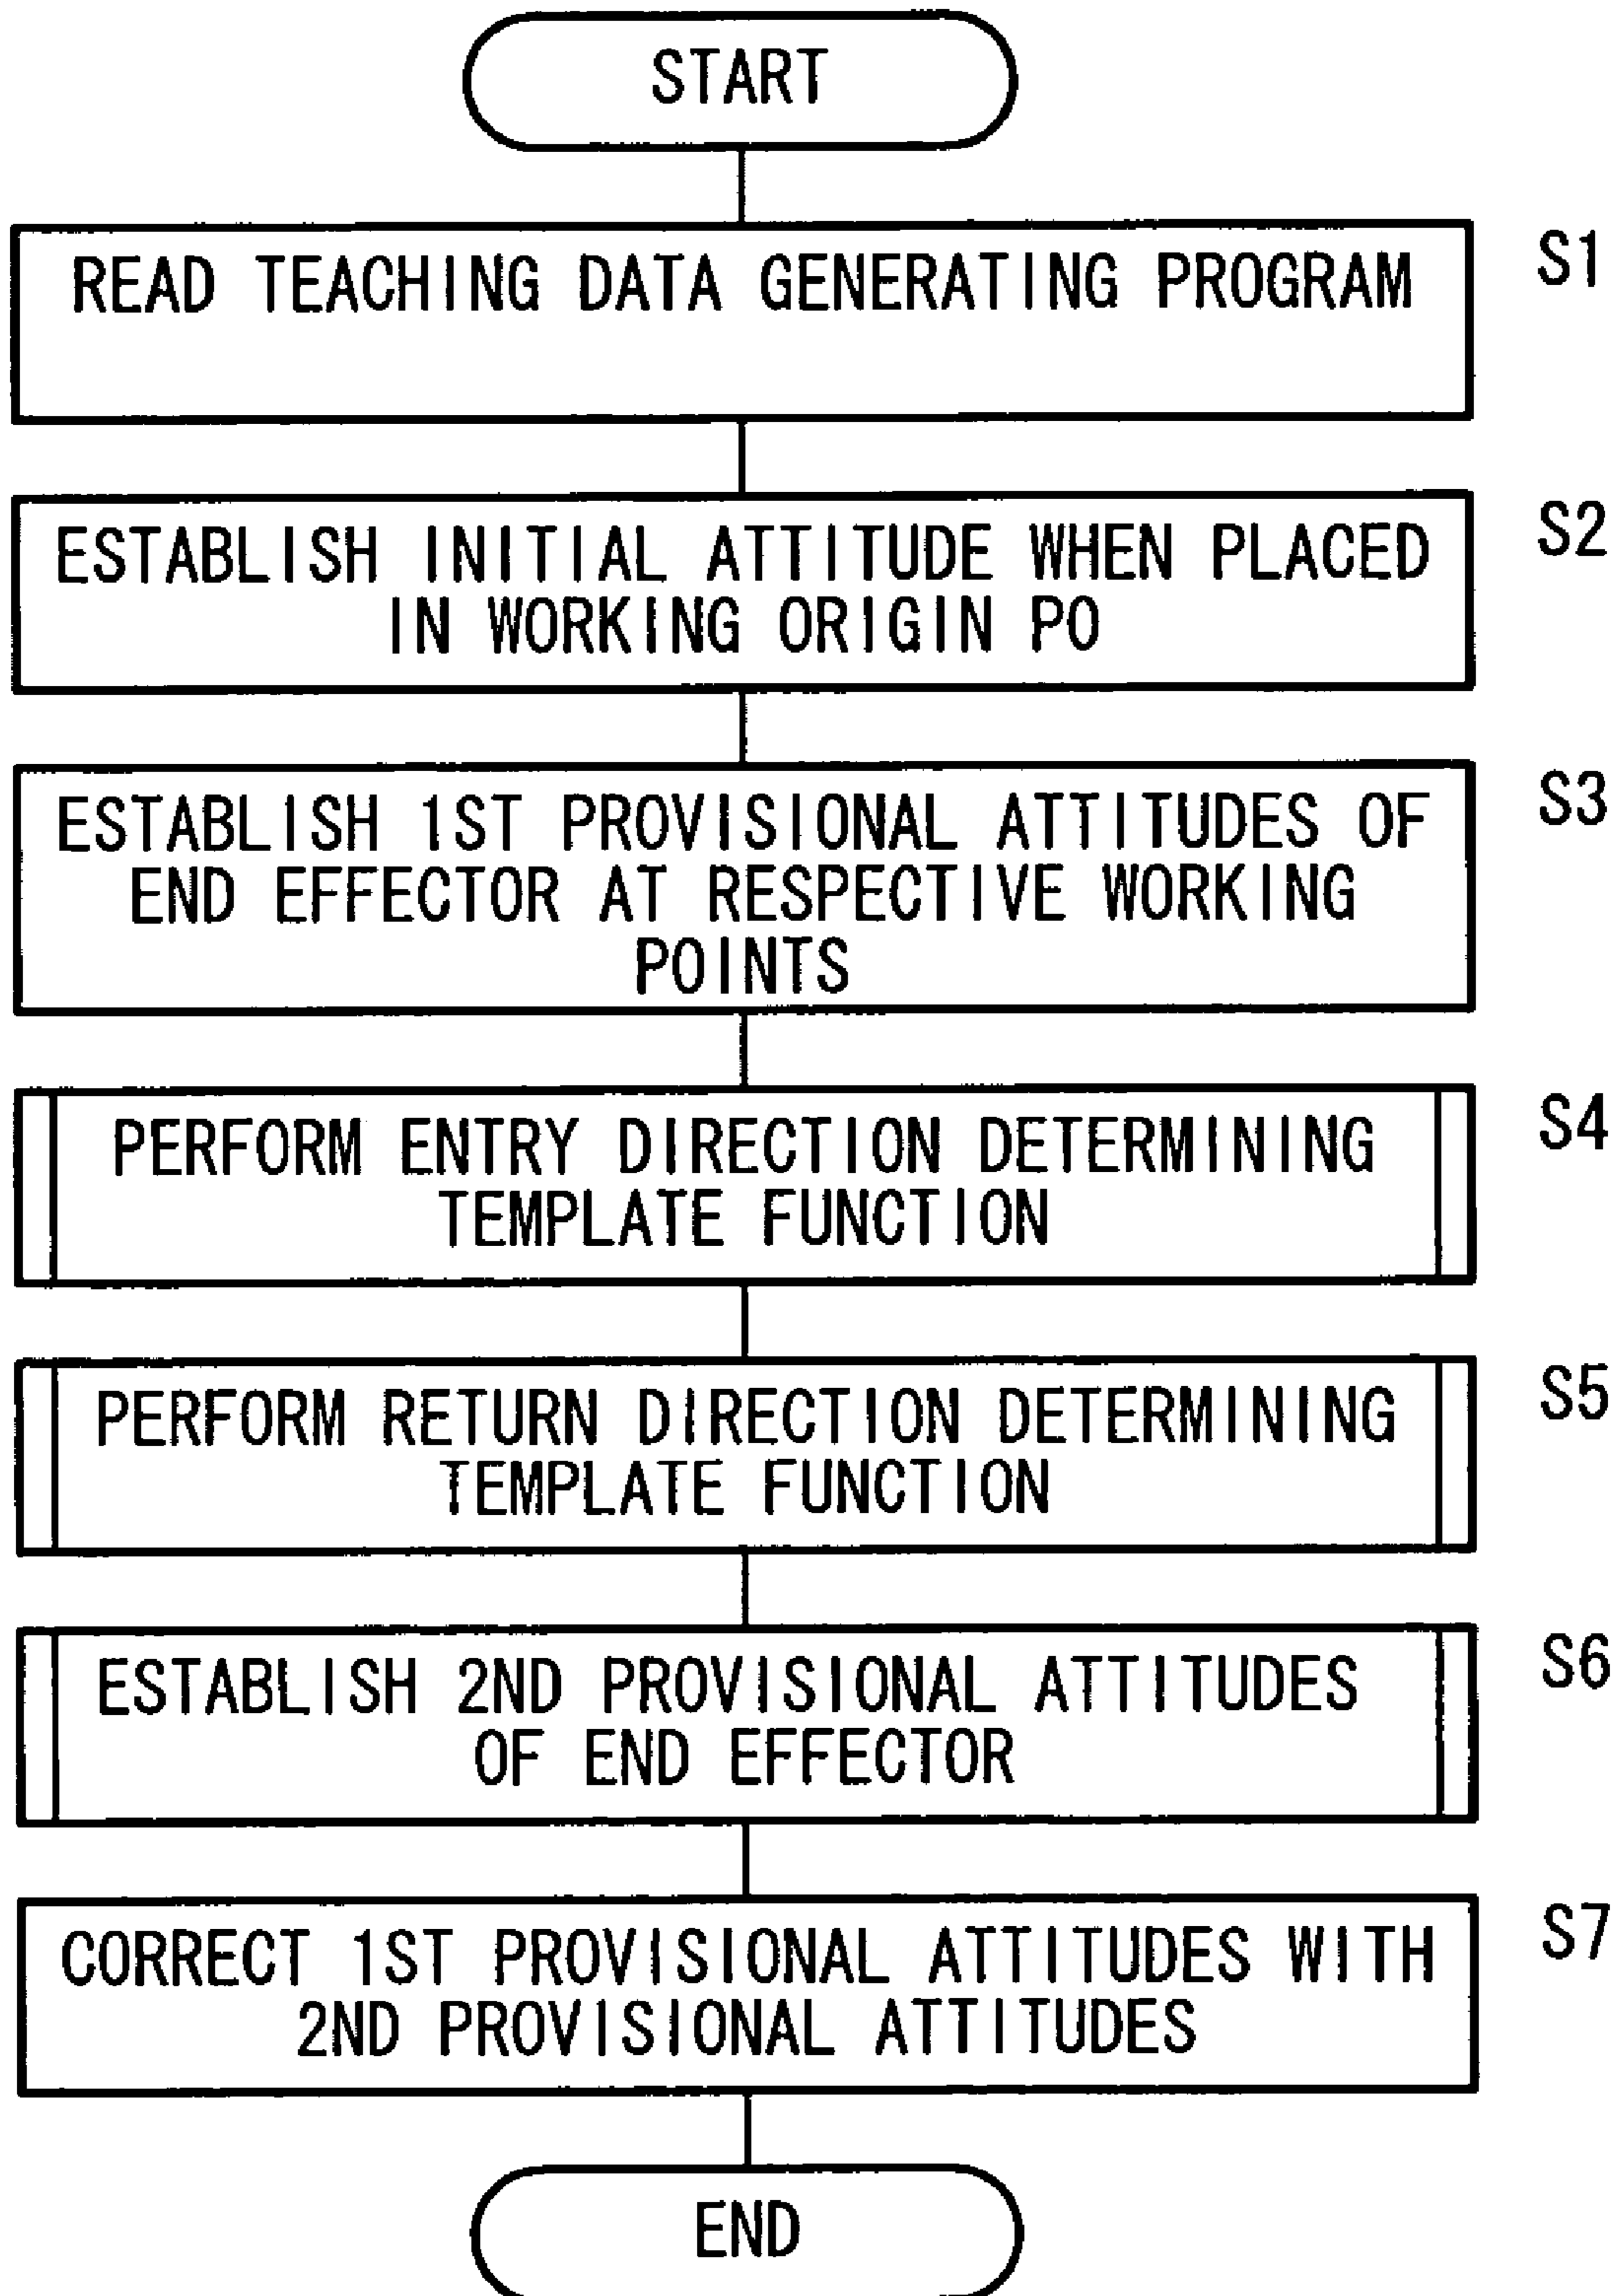 START
READ TEACHING DATA GENERATING PROGRAM
S1
ESTABLISH INITIAL ATTITUDE WHEN PLACED
IN WORKING ORIGIN PO
S2
ESTABLISH 1ST PROVISIONAL ATTITUDES OF
END EFFECTOR AT RESPECTIVE WORKING
POINTS
S3
PERFORM ENTRY DIRECTION DETERMINING
TEMPLATE FUNCTION
S4
PERFORM RETURN DIRECTION DETERMINING
TEMPLATE FUNCTION
S5
ESTABLISH 2ND PROVISIONAL ATTITUDES
OF END EFFECTOR
S6
CORRECT 1ST PROVISIONAL ATTITUDES WITH
2ND PROVISIONAL ATTITUDES
S7
END